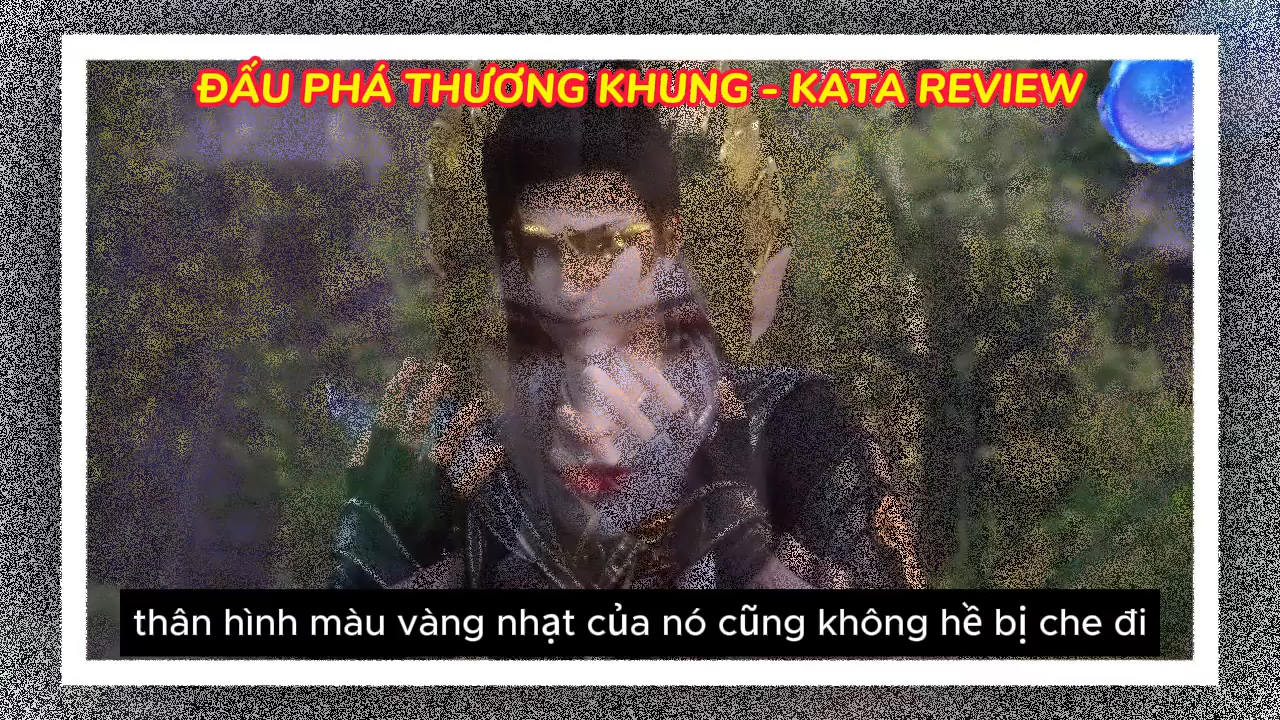 ĐẤU PHÁ THƯƠNG KHUNG - KATA REVIEW
thân hình màu vàng nhạt của nó cũng không hề bị che đi